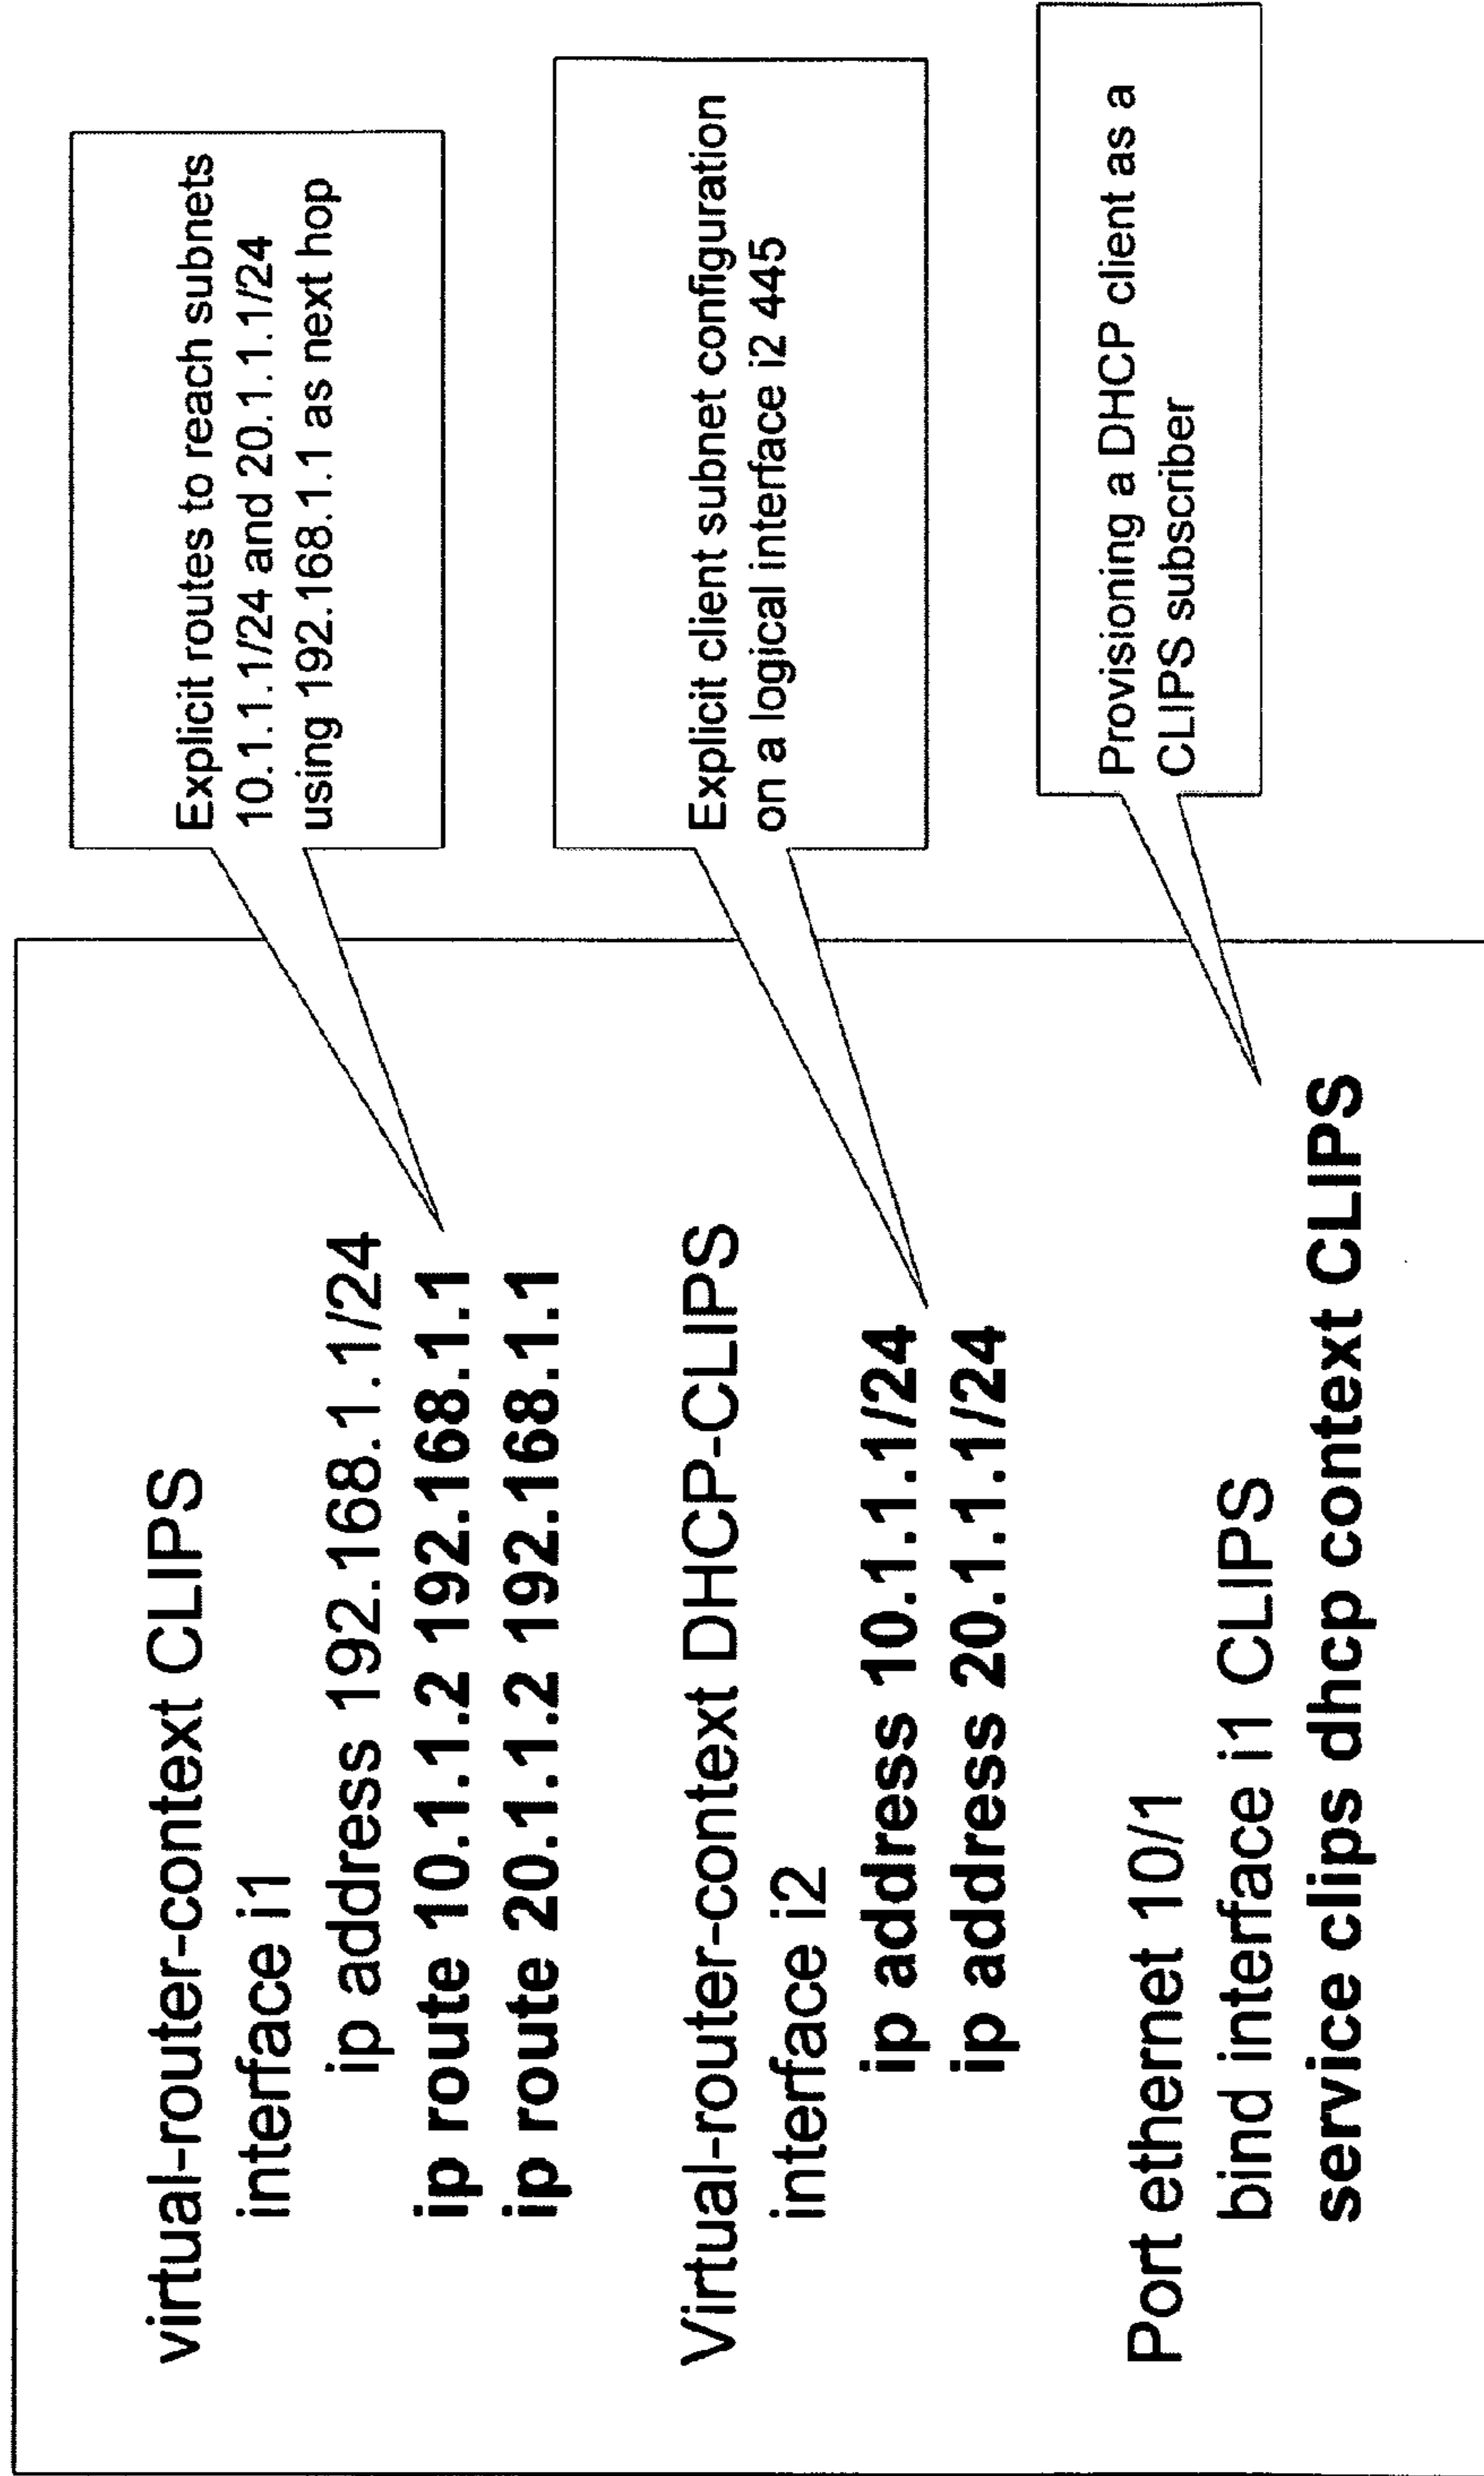 virtual-router-context CLIPS
interface i1
ip address 192.168.1.1/24
ip route 10.1.1.2 192.168.1.1
ip route 20.1.1.2 192.168.1.1
Virtual-router-context DHCP-CLIPS
interface i2
ip address 10.1.1.1/24
ip address 20.1.1.1/24
Port ethernet 10/1
bind interface i1 CLIPS
service clips dhcp context CLIPS
Explicit routes to reach subnets
10.1.1.1/24 and 20.1.1.1/24
using 192.168.1.1 as next hop
Explicit client subnet configuration
on a logical interface i2 445
Provisioning a DHCP client as a
CLIPS subscriber